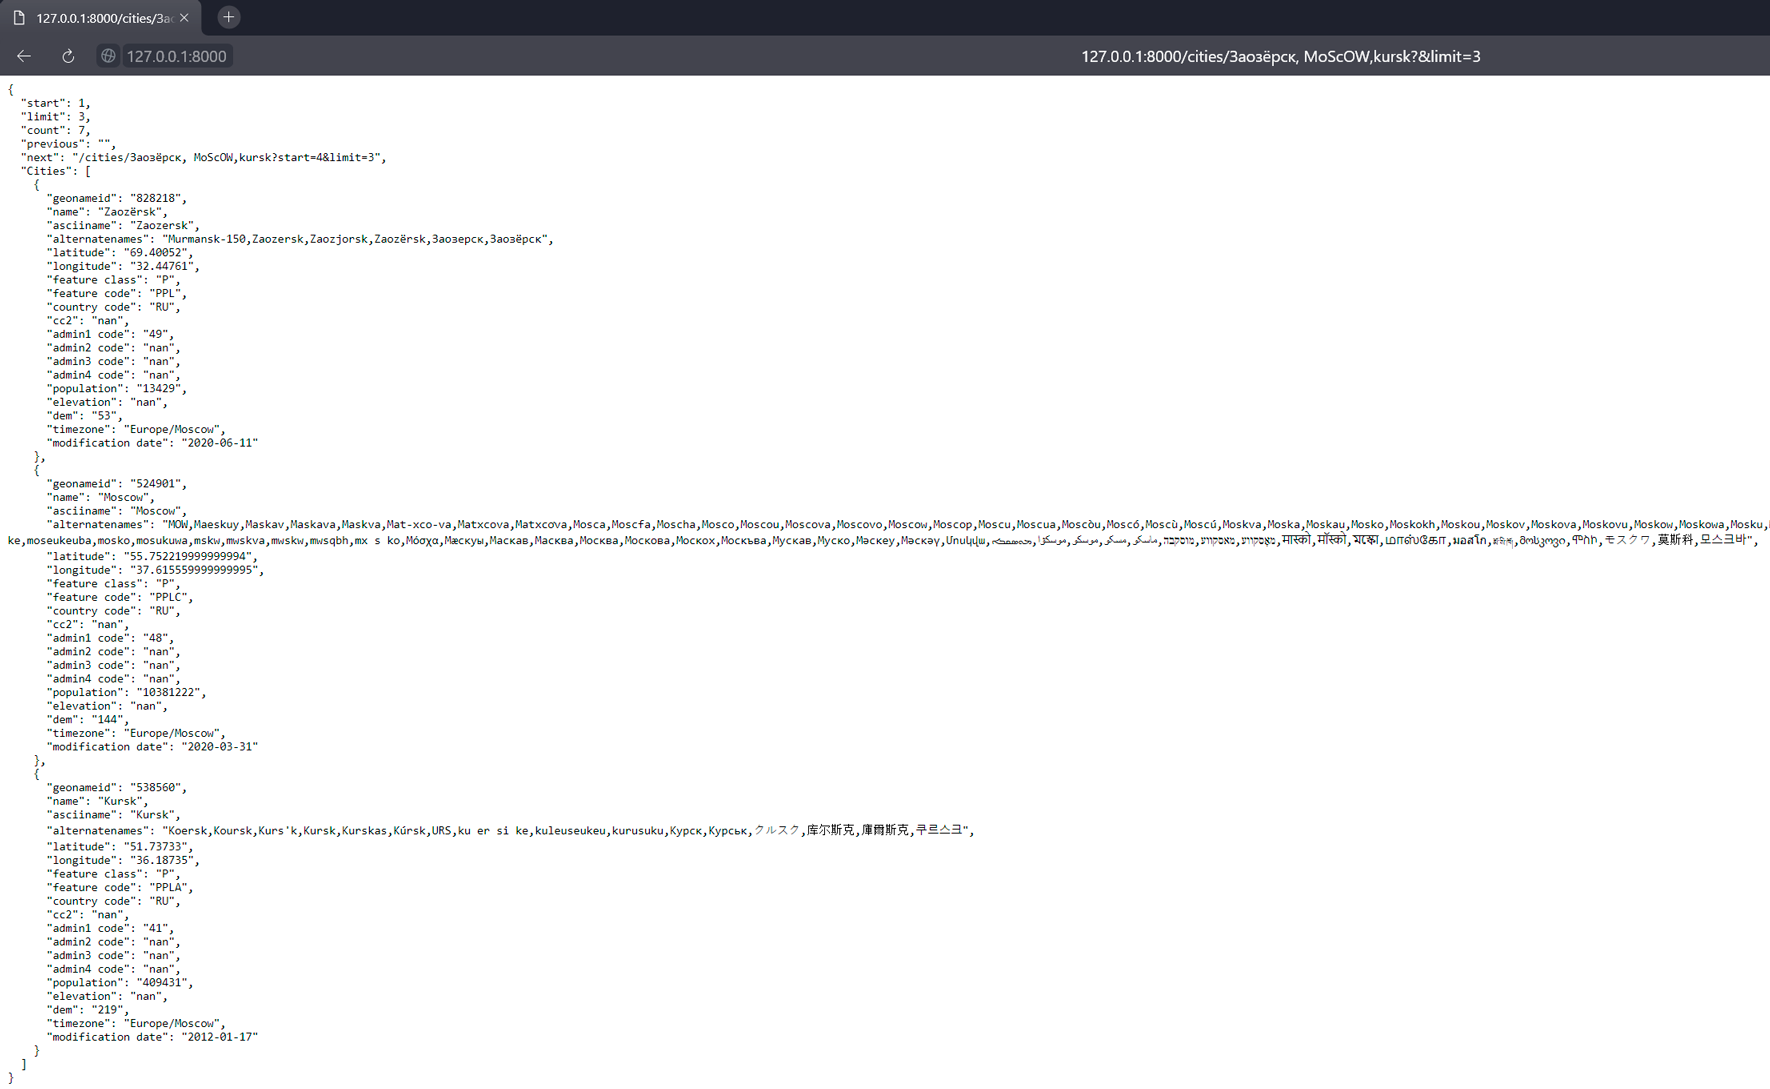 127.0.0.1:8000/cities/Зао
127.0.0.1:8000
127.0.0.1:8000/cities/Заозёрск, MoScOW,kursk?&limit=3
{
"start": 1,
"limit": 3,
"count": 7,
"previous": "",
"next": "/cities/Заозёрск, MoScOW,kursk?start=4&limit=3",
"Cities": [
{
"geonameid": "828218",
"name": "Zaozërsk",
"asciiname": "Zaozersk",
"alternatenames": "Murmansk-150,Zaozersk,Zaozjorsk,Zaozërsk,Заозерск,Заозёрск",
"latitude": "69.40052",
"longitude": "32.44761",
"feature class": "P",
"feature code": "PPL",
"country code": "RU",
"cc2": "nan",
"admin1 code": "49",
"admin2 code": "nan",
"admin3 code": "nan",
"admin4 code": "nan",
"population": "13429",
"elevation": "nan",
"dem": "53",
"timezone": "Europe/Moscow",
"modification date": "2020-06-11"
},
{
"geonameid": "524901",
"name": "Moscow",
"asciiname": "Moscow",
"alternatenames": "MOW,Maeskuy,Maskav,Maskava,Maskva,Mat-xco-va,Matxcova,Matxcơva,Mosca,Moscfa,Moscha,Mosco,Moscou,Moscova,Moscovo,Moscow,Moscop,Moscu,Moscua,Moscòu,Moscó,Moscù,Moscú,Moskva,Moska,Moskau,Mosko,Moskokh,Moskou,Moskov,Moskova,Moskovu,Moskow,Moskowa,Mosku,
ke,moseukeuba,mosko,mosukuwa,mskw,mwskva,mwskw,mwsqbh,mx s ko,Μόσχα,Мæскуы,Маскав,Масква,Москва,Москова,Москох,Москъва,Мускав,Муско,Мәскеу,Мәскәү,Մոսկվա,מאָסקװע,מאסקווע,מוסקבה,ماسکو,مسکو,موسكو,موسكۋا,मास्को,मॉस्को,মস্কো,மாஸ்கோ,มอสโก,მოსკოვი,ሞስኮ,モスクワ,莫斯科,모스크바",
"latitude": "55.752219999999994",
"longitude": "37.615559999999995",
"feature class": "P",
"feature code": "PPLC",
"country code": "RU",
"cc2": "nan",
"admin1 code": "48",
"admin2 code": "nan",
"admin3 code": "nan",
"admin4 code": "nan",
"population": "10381222",
"elevation": "nan",
"dem": "144",
"timezone": "Europe/Moscow",
"modification date": "2020-03-31"
},
{
"geonameid": "538560",
"name": "Kursk",
"asciiname": "Kursk",
"alternatenames": "Koersk,Koursk,Kurs'k,Kursk,Kurskas,Kúrsk,URS,ku er si ke,kuleuseukeu,kurusuku,Курск,Курськ,クルスク,库尔斯克,庫爾斯克,쿠르스크",
"latitude": "51.73733",
"longitude": "36.18735",
"feature class": "P",
"feature code": "PPLA",
"country code": "RU",
"cc2": "nan",
"admin1 code": "41",
"admin2 code": "nan",
"admin3 code": "nan",
"admin4 code": "nan",
"population": "409431",
"elevation": "nan",
"dem": "219",
"timezone": "Europe/Moscow",
"modification date": "2012-01-17"
}
]
}